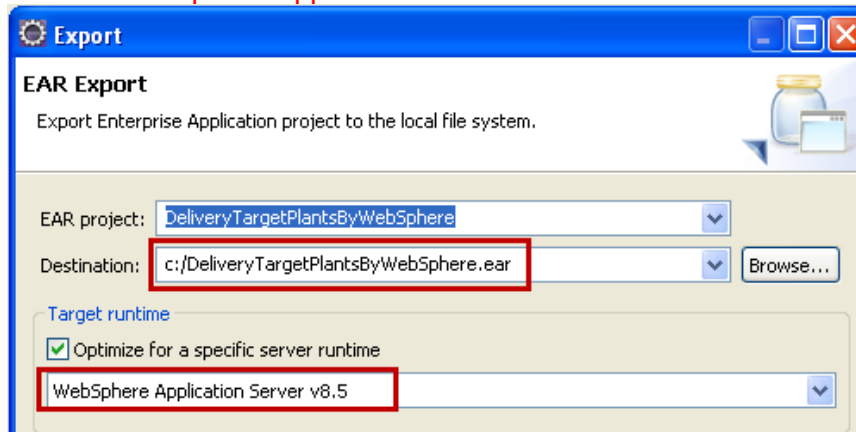 Export
EAR Export
Export Enterprise Application project to the local file system.
EAR project: DeliveryTargetPlantsByWebSphere
Destination: c:/DeliveryTargetPlantsByWebSphere.ear Browse...
Target runtime
Optimize for a specific server runtime
WebSphere Application Server v8.5